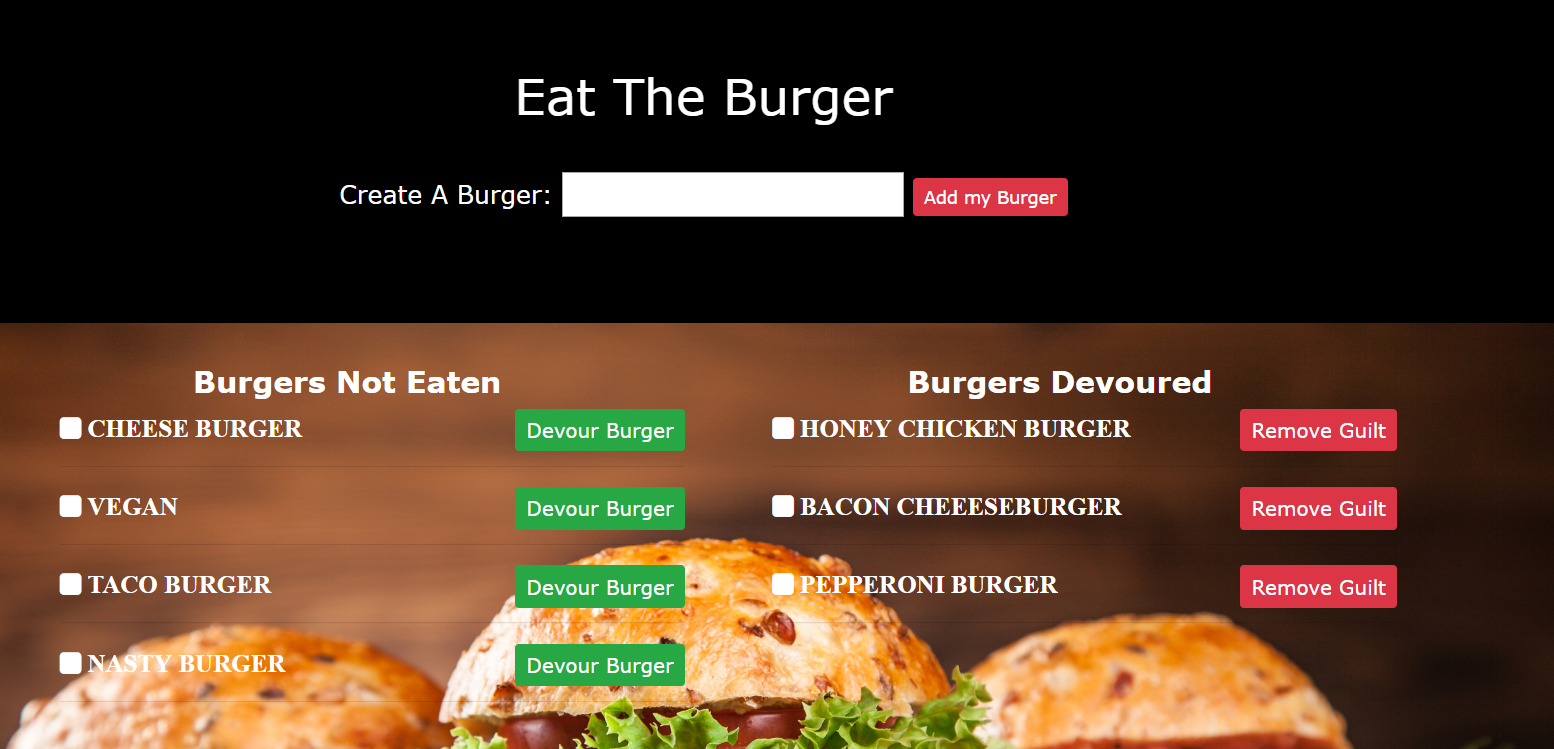 Eat The Burger
Create A Burger: Add my Burger
Burgers Not Eaten
CHEESE BURGER Devour Burger
VEGAN Devour Burger
TACO BURGER Devour Burger
NASTY BURGER Devour Burger
Burgers Devoured
HONEY CHICKEN BURGER Remove Guilt
BACON CHEEESEBURGER Remove Guilt
PEPPERONI BURGER Remove Guilt